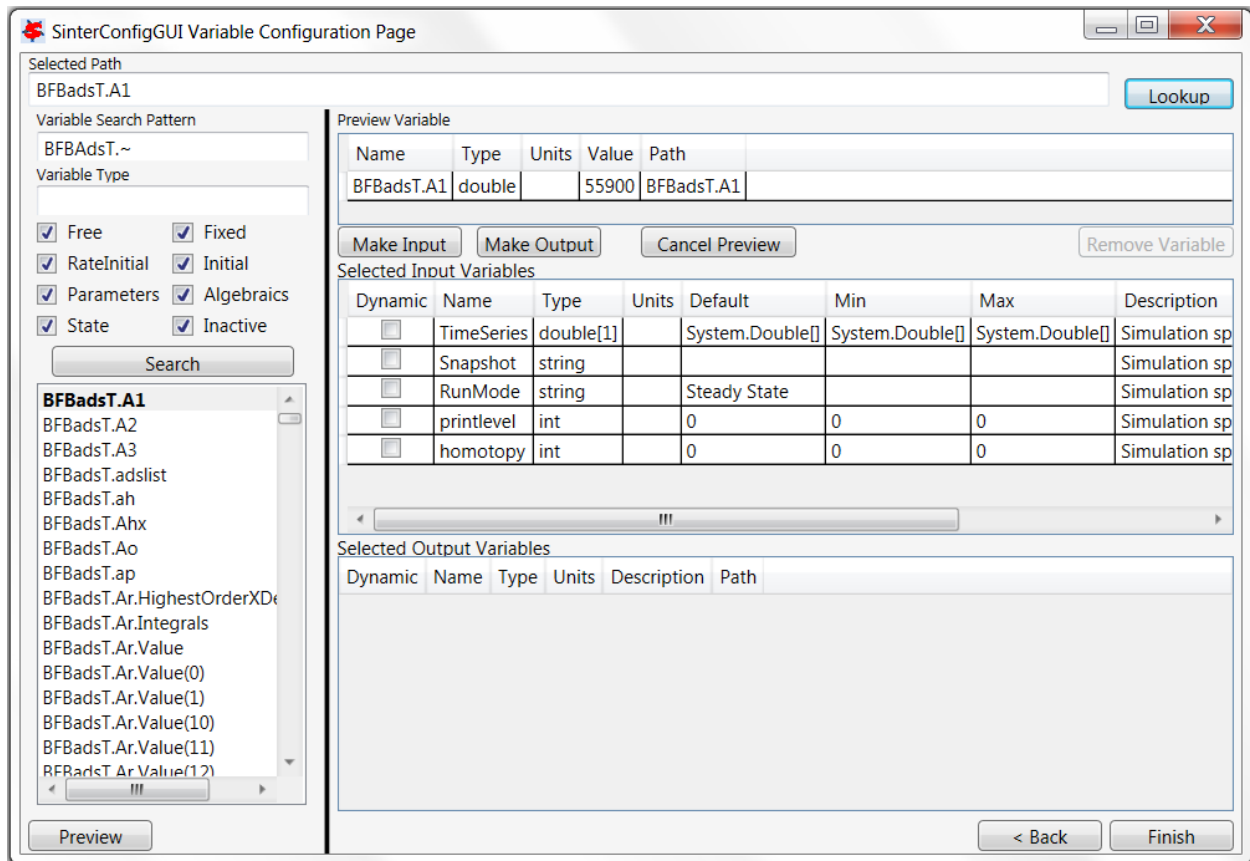 SinterConfigGUI Variable Configuration Page
Selected Path
BFBadsT.A1
Lookup
Variable Search Pattern
BFBAdsT.~
Variable Type
Free Fixed
RateInitial Initial
Parameters Algebraics
State Inactive
Search
BFBadsT.A1
BFBadsT.A2
BFBadsT.A3
BFBadsT.adslist
BFBadsT.ah
BFBadsT.Ahx
BFBadsT.Ao
BFBadsT.ap
BFBadsT.Ar.HighestOrderXDe
BFBadsT.Ar.Integrals
BFBadsT.Ar.Value
BFBadsT.Ar.Value(0)
BFBadsT.Ar.Value(1)
BFBadsT.Ar.Value(10)
BFBadsT.Ar.Value(11)
BFBadsT.Ar.Value(12)
Preview
Preview Variable
Name Type Units Value Path
BFBadsT.A1 double 55900 BFBadsT.A1
Make Input Make Output Cancel Preview Remove Variable
Selected Input Variables
Dynamic Name Type Units Default Min Max Description
TimeSeries double[1] System.Double[] System.Double[] System.Double[] Simulation sp
Snapshot string Simulation sp
RunMode string Steady State Simulation sp
printlevel int 0 0 0 Simulation sp
homotopy int 0 0 0 Simulation sp
Selected Output Variables
Dynamic Name Type Units Description Path
< Back Finish